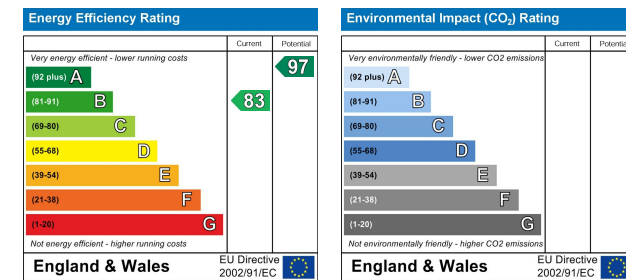 Energy Efficiency Rating
Current Potential
Very energy efficient - lower running costs
(92 plus) A
97
(81-91) B
83
(69-80) C
(55-68) D
(39-54) E
(21-38) F
(1-20) G
Not energy efficient - higher running costs
England & Wales
EU Directive
2002/91/EC
Environmental Impact (CO2) Rating
Current Potential
Very environmentally friendly - lower CO2 emissions
(92 plus) A
(81-91) B
(69-80) C
(55-68) D
(39-54) E
(21-38) F
(1-20) G
Not environmentally friendly - higher CO2 emissions
England & Wales
EU Directive
2002/91/EC